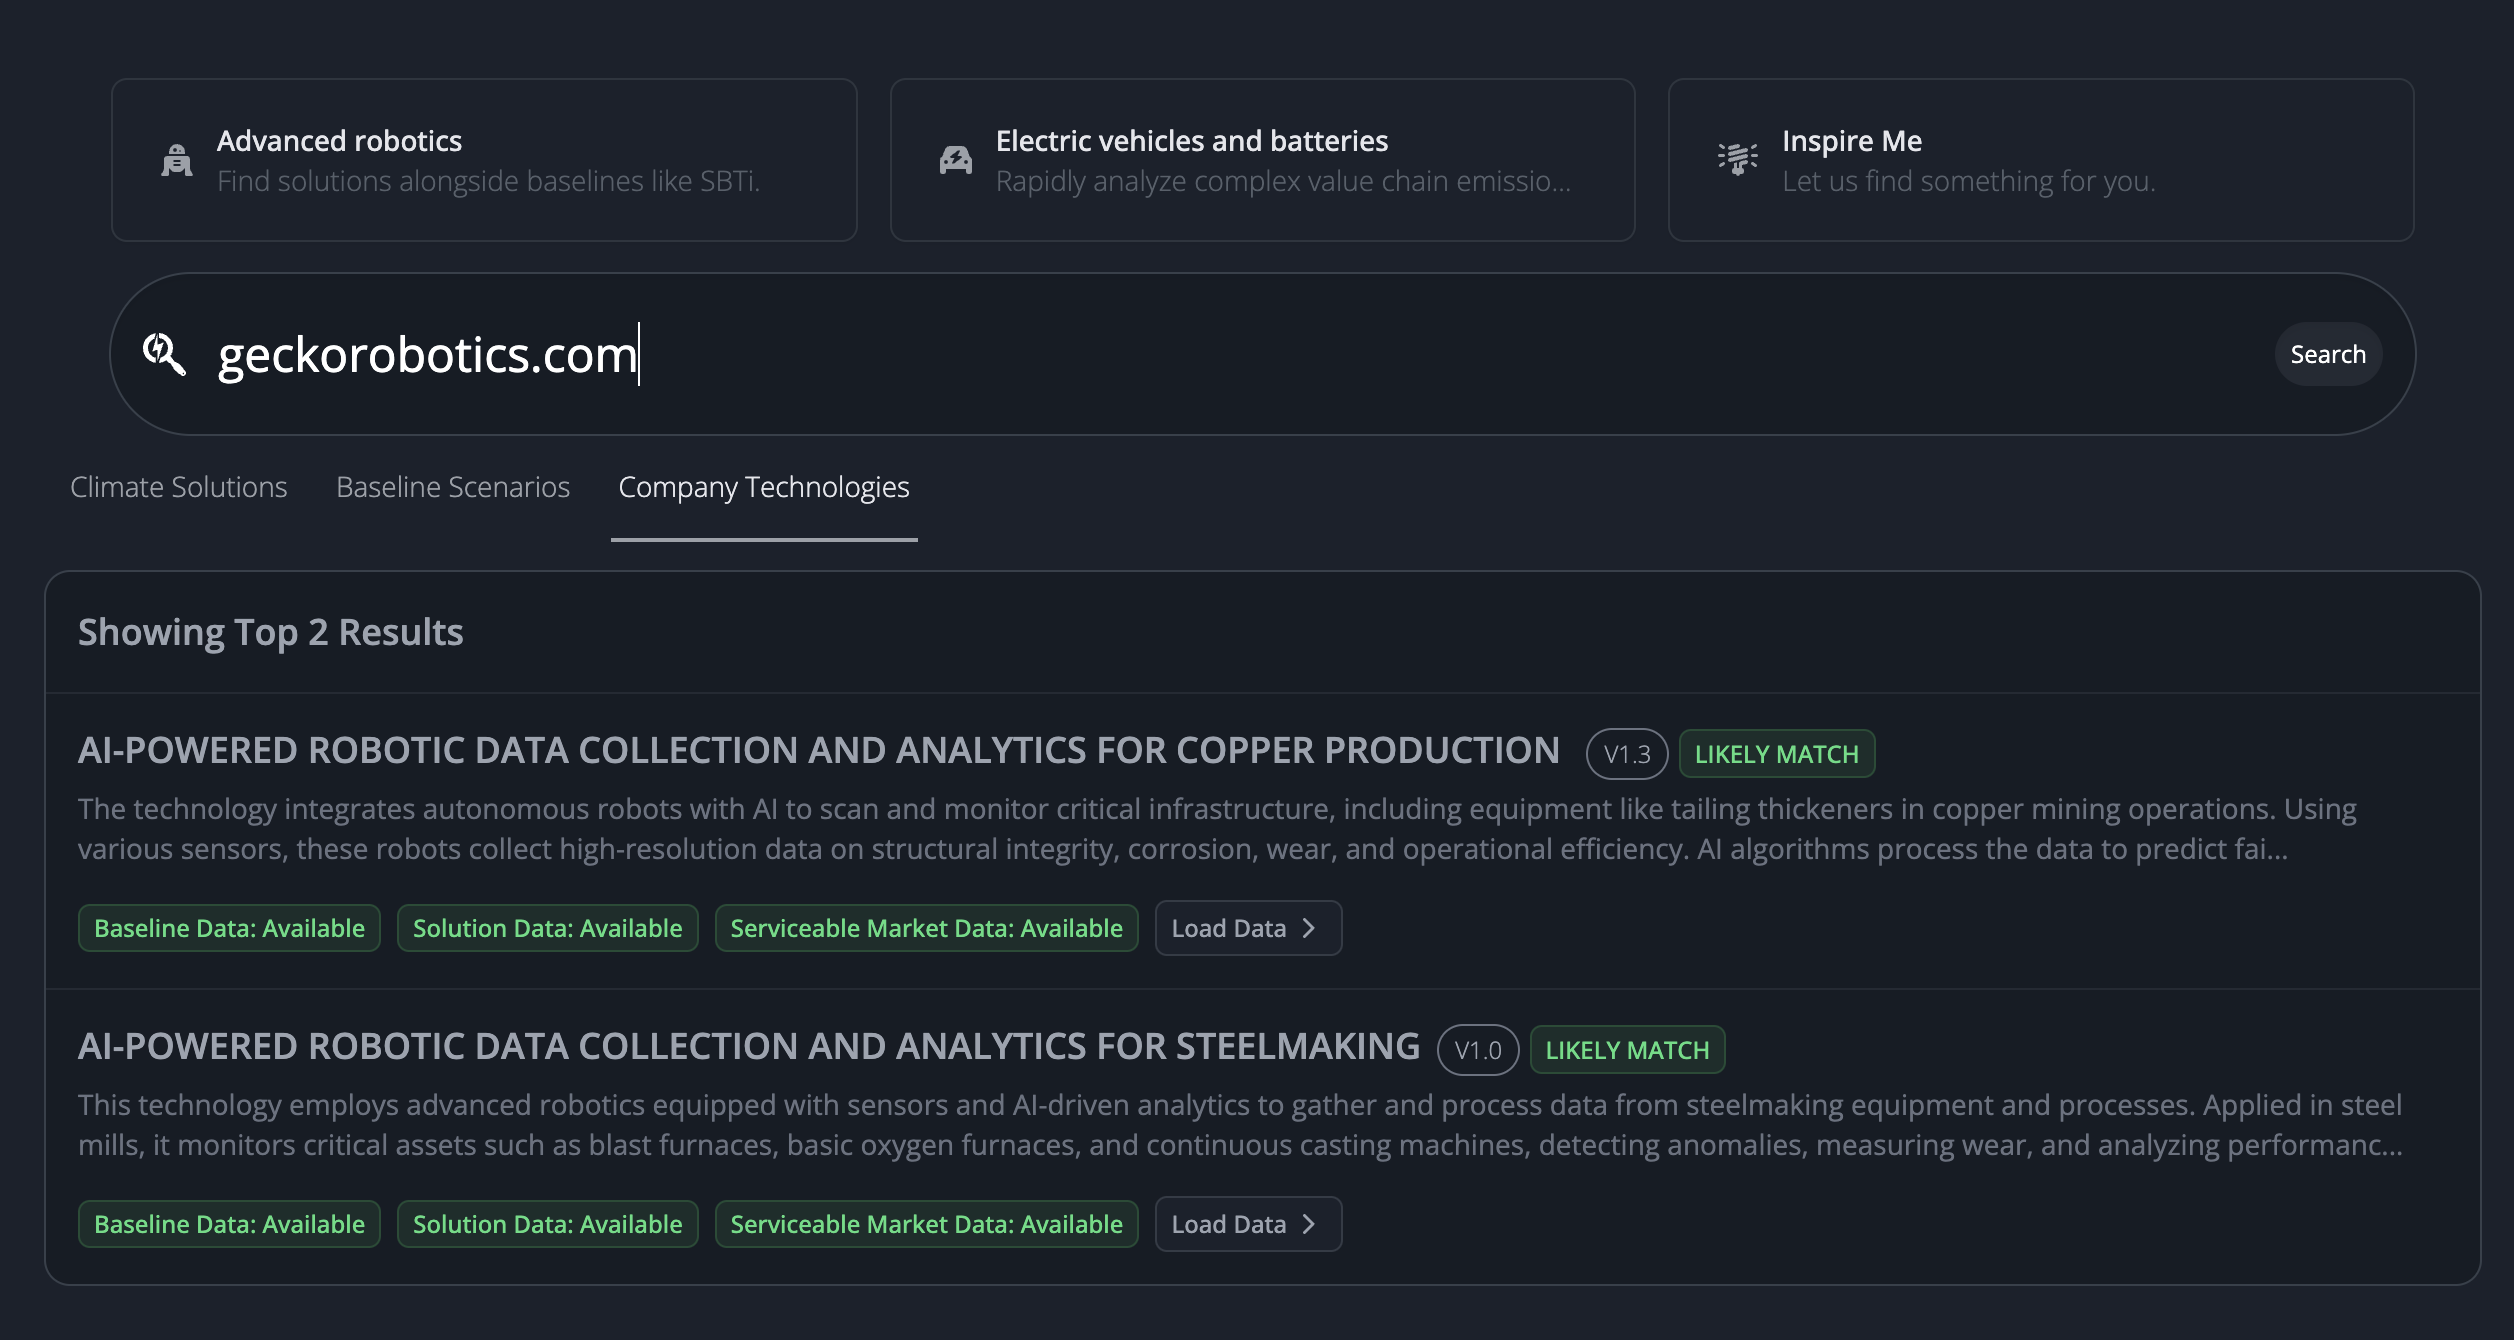 Advanced robotics
Find solutions alongside baselines like SBTi.
Electric vehicles and batteries
Rapidly analyze complex value chain emissio...
Inspire Me
Let us find something for you.
geckorobotics.com
Search
Climate Solutions
Baseline Scenarios
Company Technologies
Showing Top 2 Results
AI-POWERED ROBOTIC DATA COLLECTION AND ANALYTICS FOR COPPER PRODUCTION V1.3 LIKELY MATCH
The technology integrates autonomous robots with AI to scan and monitor critical infrastructure, including equipment like tailing thickeners in copper mining operations. Using
various sensors, these robots collect high-resolution data on structural integrity, corrosion, wear, and operational efficiency. AI algorithms process the data to predict fai...
Baseline Data: Available Solution Data: Available Serviceable Market Data: Available Load Data
AI-POWERED ROBOTIC DATA COLLECTION AND ANALYTICS FOR STEELMAKING V1.0 LIKELY MATCH
This technology employs advanced robotics equipped with sensors and AI-driven analytics to gather and process data from steelmaking equipment and processes. Applied in steel
mills, it monitors critical assets such as blast furnaces, basic oxygen furnaces, and continuous casting machines, detecting anomalies, measuring wear, and analyzing performanc...
Baseline Data: Available Solution Data: Available Serviceable Market Data: Available Load Data